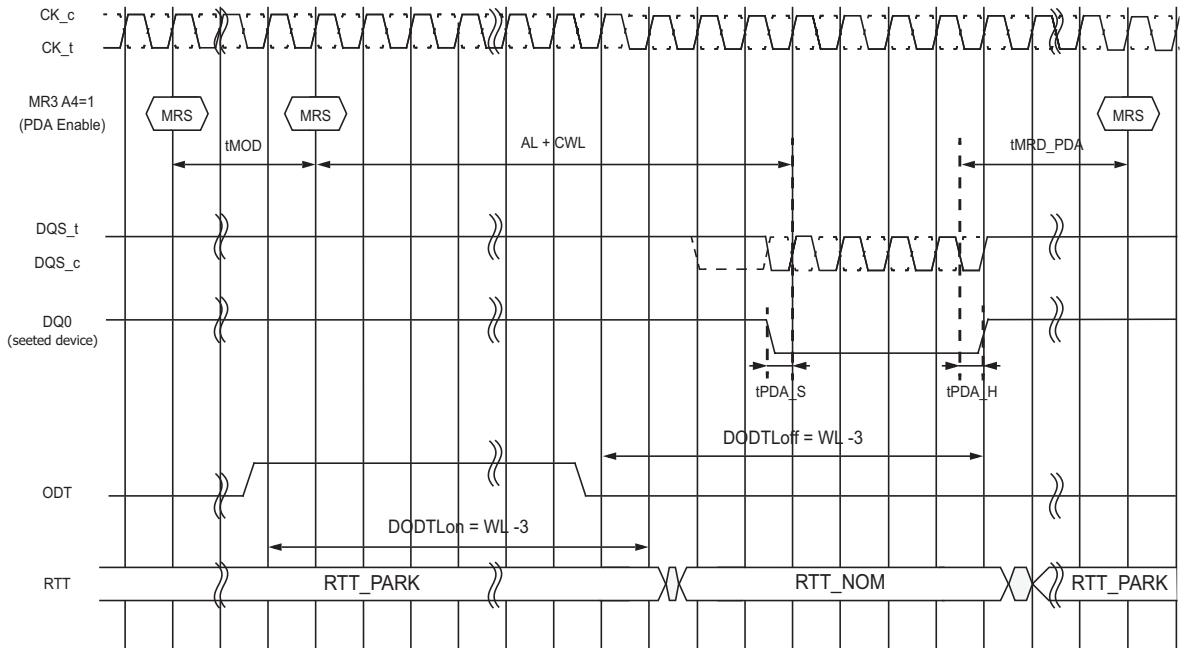 CK_c
CK_t
MR3 A4=1
(PDA Enable)
MRS
MRS
MRS
tMOD
AL + CWL
tMRD_PDA
DQS_t
DQS_c
DQ0
(seeted device)
tPDA_S
tPDA_H
DODTLoff = WL -3
ODT
DODTLon = WL -3
RTT
RTT_PARK
RTT_NOM
RTT_PARK